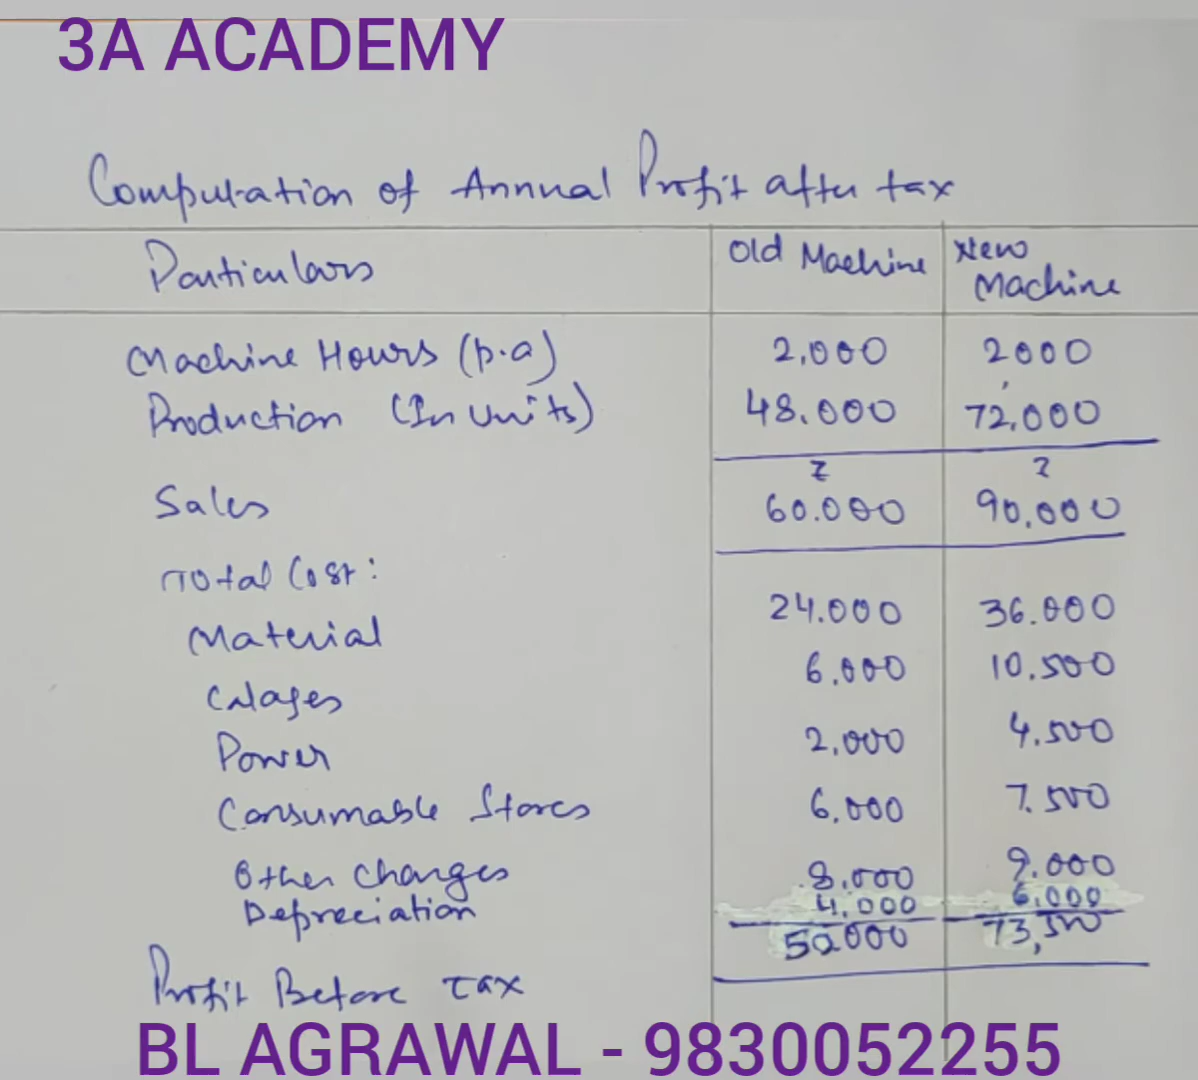 3A ACADEMY
Computation of Annual Profit after tax
Particulars Old Machine New Machine
Machine Hours (p.a) 2,000 2000
Production (In Units) 48.000 72,000
₹ ₹
Sales 60.000 90,000
Total Cost:
Material 24.000 36.000
Wages 6.000 10.500
Power 2,000 4.500
Consumable Stores 6,000 7.500
Other Charges 8,000 9.000
Depreciation 4,000 6,000
50000 73,500
Profit Before Tax
BL AGRAWAL - 9830052255